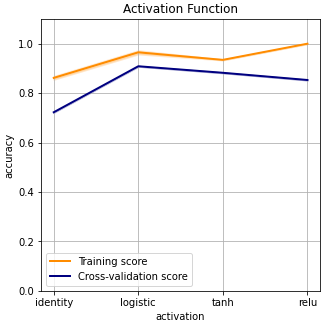 Activation Function
1.0
0.8
0.6
0.4
0.2
0.0
accuracy
Training score
Cross-validation score
identity logistic tanh relu
activation